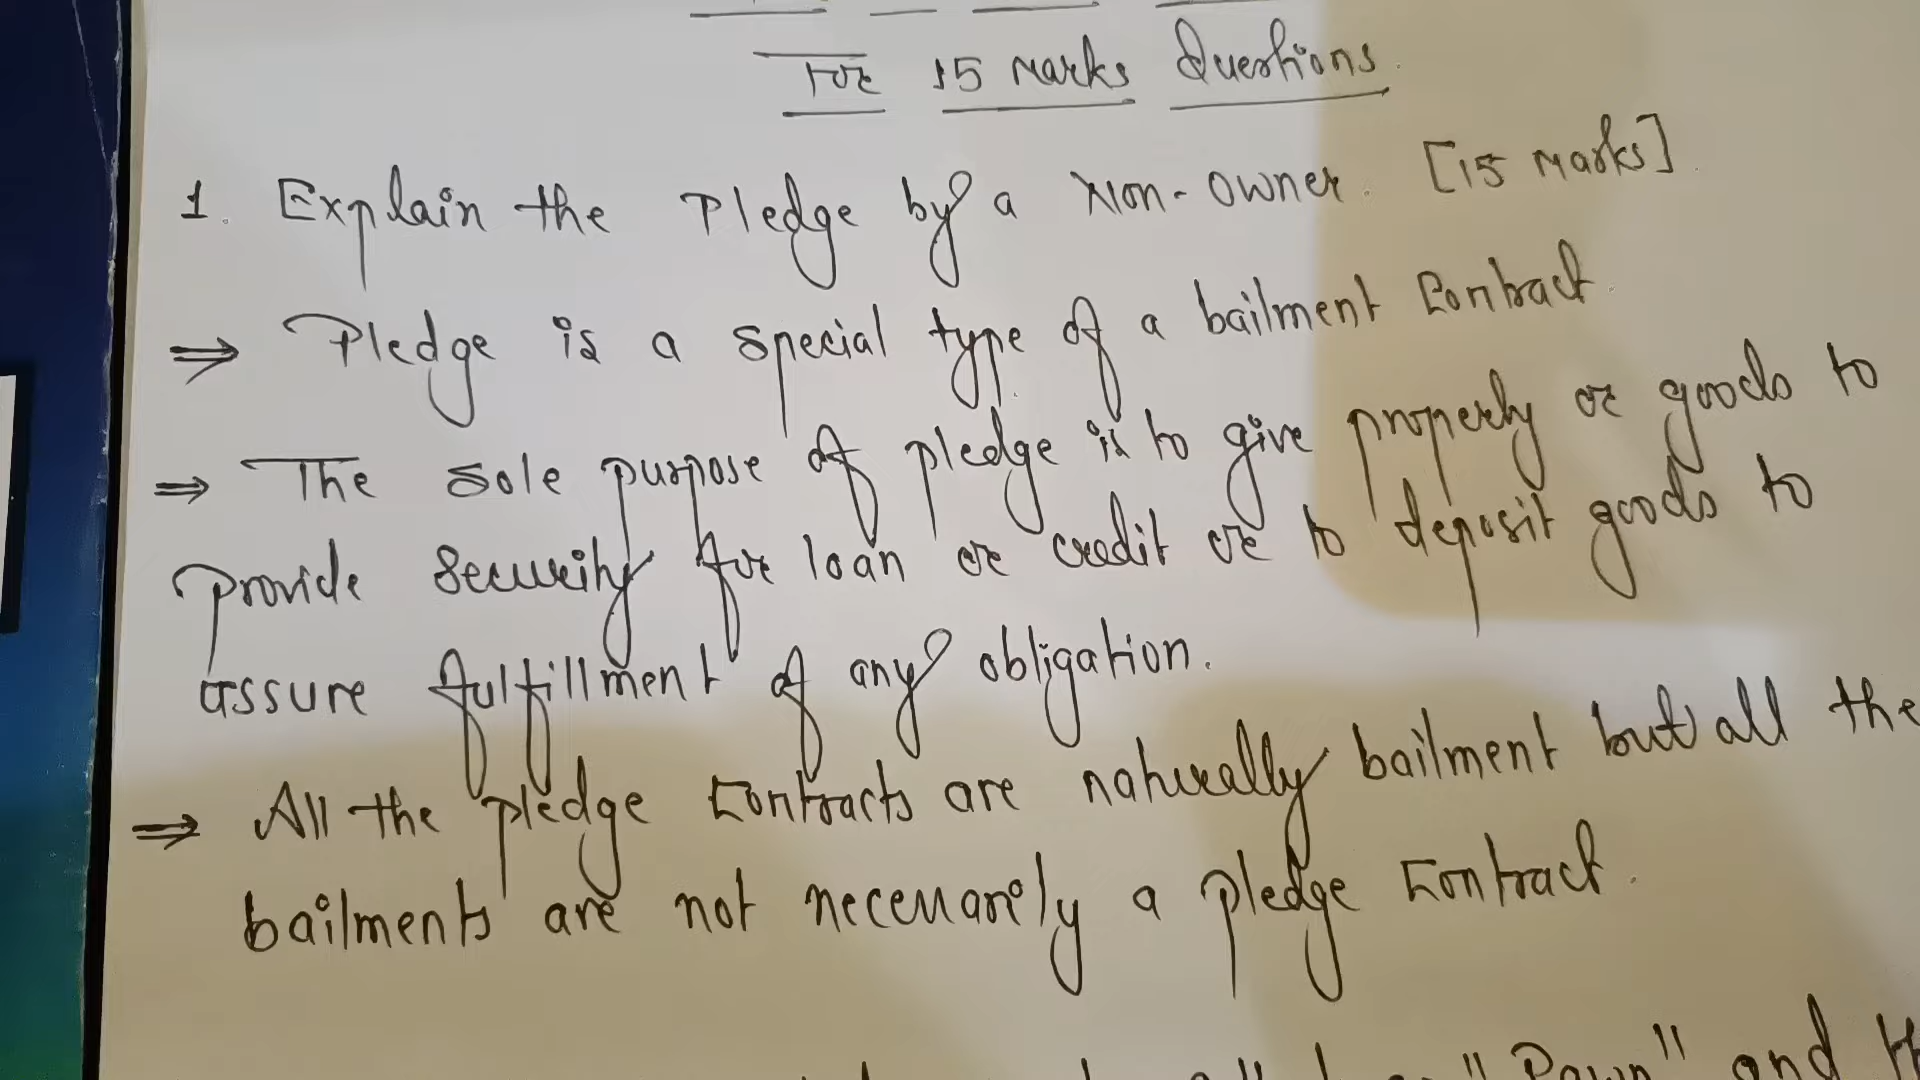 For 15 Marks Questions.
1. Explain the Pledge by a Non-Owner. [15 Marks]
⇒ Pledge is a special type of a bailment Contract.
⇒ The sole purpose of pledge is to give property or goods to
provide security for loan or credit or to deposit goods to
assure fulfillment of any obligation.
⇒ All the pledge Contracts are naturally bailment but all the
bailments are not necessarily a pledge Contract.
"Pawn" and